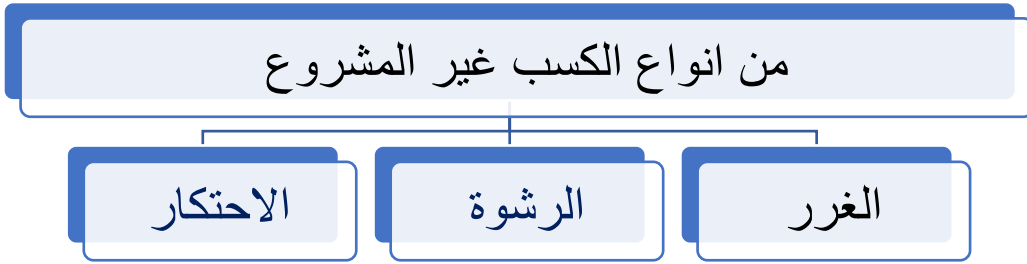 من انواع الكسب غير المشروع
الغرر
الرشوة
الاحتكار